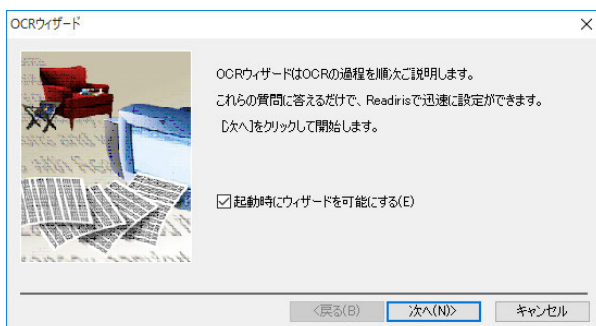 OCRウィザード
OCRウィザードはOCRの過程を順次ご説明します。
これらの質問に答えるだけで、Readirisで迅速に設定ができます。
[次へ]をクリックして開始します。
起動時にウィザードを可能にする(E)
<戻る(B)
次へ(N)>
キャンセル